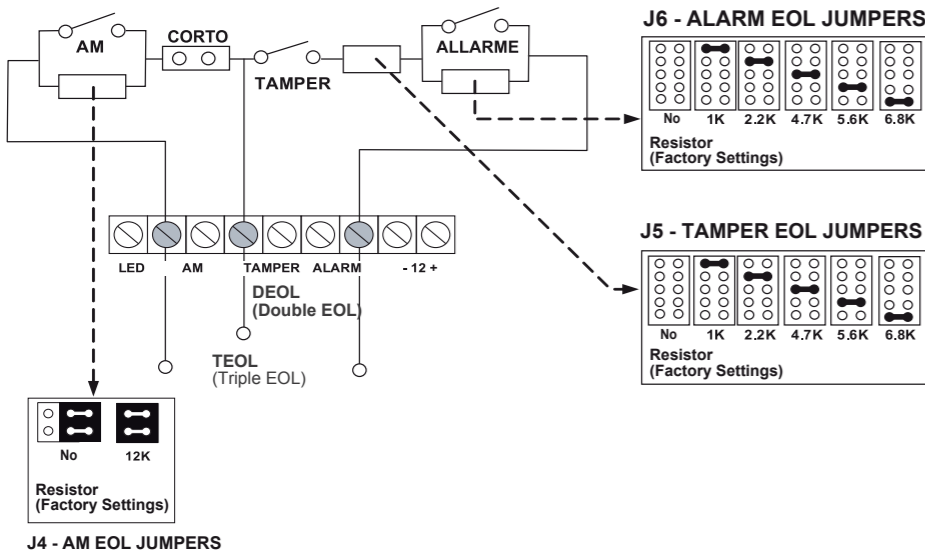 J6 - ALARM EOL JUMPERS
AM
CORTO
TAMPER
ALLARME
No 1K 2.2K 4.7K 5.6K 6.8K
Resistor
(Factory Settings)
J5 - TAMPER EOL JUMPERS
No 1K 2.2K 4.7K 5.6K 6.8K
Resistor
(Factory Settings)
LED AM TAMPER ALARM - 12 +
DEOL
(Double EOL)
TEOL
(Triple EOL)
No 12K
Resistor
(Factory Settings)
J4 - AM EOL JUMPERS